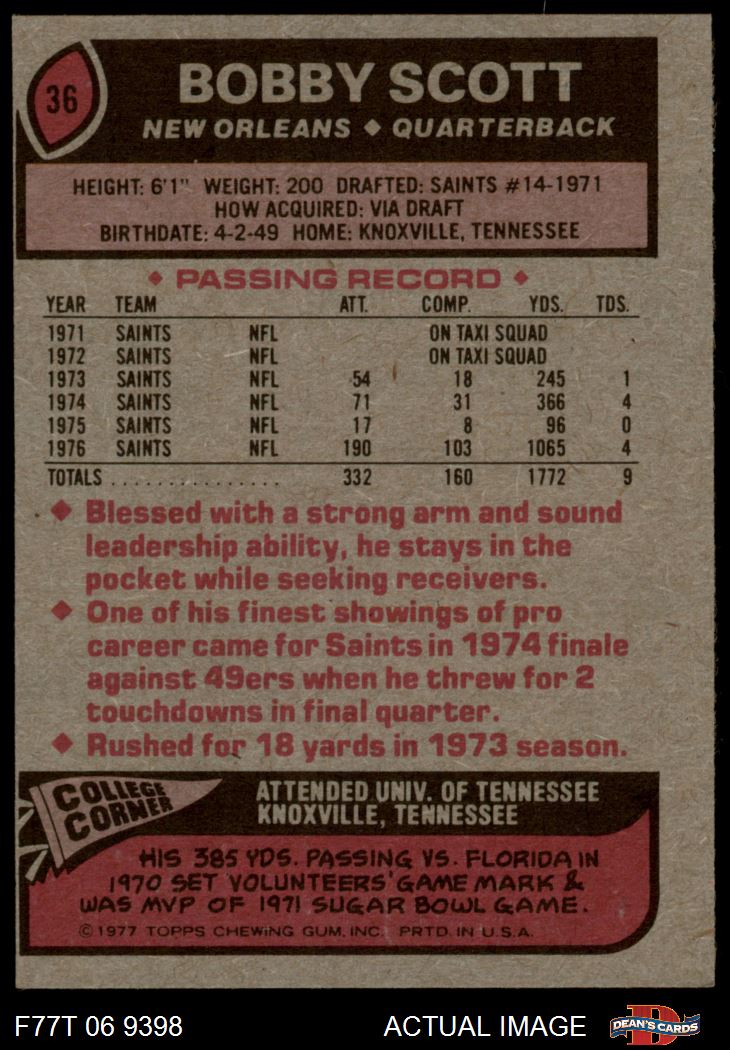 36
BOBBY SCOTT
NEW ORLEANS ♦ QUARTERBACK
HEIGHT: 6'1" WEIGHT: 200 DRAFTED: SAINTS #14-1971
HOW ACQUIRED: VIA DRAFT
BIRTHDATE: 4-2-49 HOME: KNOXVILLE, TENNESSEE
♦ PASSING RECORD ♦
YEAR TEAM ATT. COMP. YDS. TDS.
1971 SAINTS NFL ON TAXI SQUAD
1972 SAINTS NFL ON TAXI SQUAD
1973 SAINTS NFL 54 18 245 1
1974 SAINTS NFL 71 31 366 4
1975 SAINTS NFL 17 8 96 0
1976 SAINTS NFL 190 103 1065 4
TOTALS . . . . . . . . . . . . . . . 332 160 1772 9
♦ Blessed with a strong arm and sound
leadership ability, he stays in the
pocket while seeking receivers.
♦ One of his finest showings of pro
career came for Saints in 1974 finale
against 49ers when he threw for 2
touchdowns in final quarter.
♦ Rushed for 18 yards in 1973 season.
COLLEGE
CORNER
ATTENDED UNIV. OF TENNESSEE
KNOXVILLE, TENNESSEE
HIS 385 YDS. PASSING VS. FLORIDA IN
1970 SET VOLUNTEERS' GAME MARK &
WAS MVP OF 1971 SUGAR BOWL GAME.
© 1977 TOPPS CHEWING GUM, INC. PRTD. IN U.S.A.
F77T 06 9398 ACTUAL IMAGE
D
DEAN'S CARDS